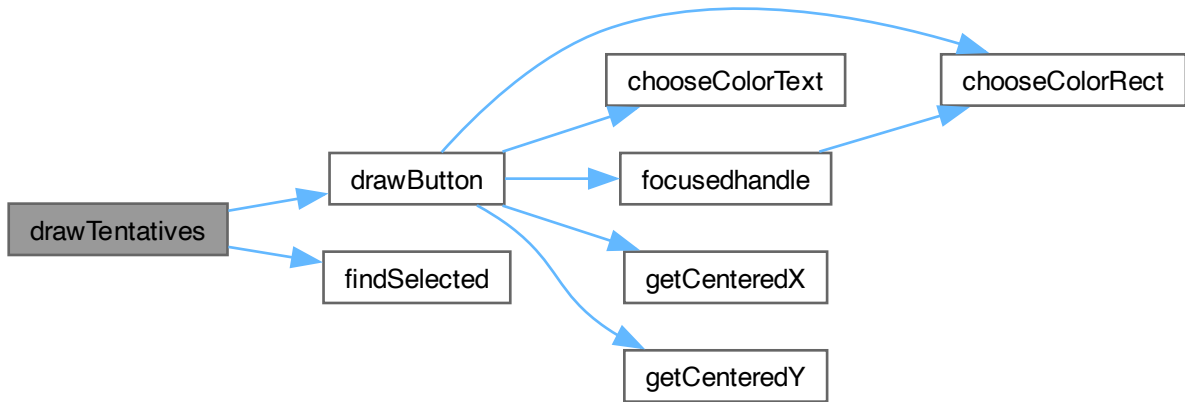 drawTentatives
drawButton
findSelected
chooseColorText
focusedhandle
getCenteredX
getCenteredY
chooseColorRect